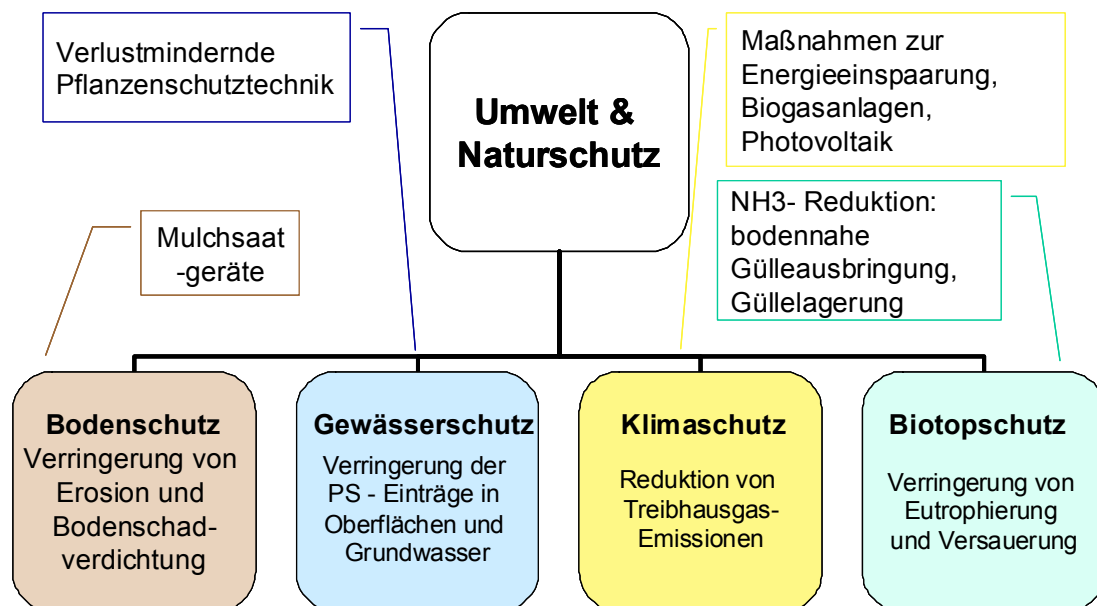 Verlustmindernde
Pflanzenschutztechnik
Umwelt &
Naturschutz
Maßnahmen zur
Energieeinspaarung,
Biogasanlagen,
Photovoltaik
Mulchsaat
-geräte
NH3- Reduktion:
bodennahe
Gülleausbringung,
Güllelagerung
Bodenschutz
Verringerung von
Erosion und
Bodenschad-
verdichtung
Gewässerschutz
Verringerung der
PS - Einträge in
Oberflächen und
Grundwasser
Klimaschutz
Reduktion von
Treibhausgas-
Emissionen
Biotopschutz
Verringerung von
Eutrophierung
und Versauerung